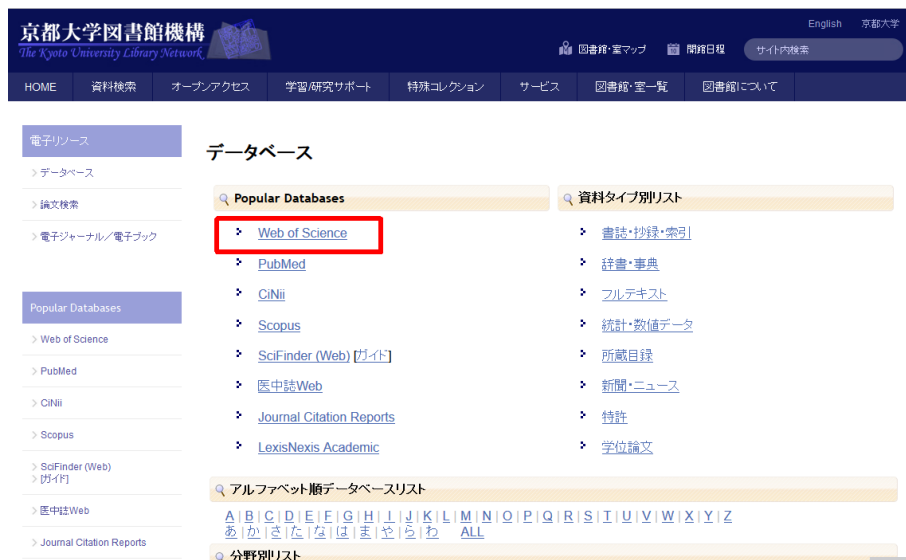 京都大学図書館機構
The Kyoto University Library Network
English 京都大学
図書館・室マップ 開館日程 サイト内検索
HOME 資料検索 オープンアクセス 学習/研究サポート 特殊コレクション サービス 図書館・室一覧 図書館について
電子リソース
データベース
論文検索
電子ジャーナル／電子ブック
Popular Databases
Web of Science
PubMed
CiNii
Scopus
SciFinder (Web)
[ガイド]
医中誌Web
Journal Citation Reports
データベース
Popular Databases
Web of Science
PubMed
CiNii
Scopus
SciFinder (Web) [ガイド]
医中誌Web
Journal Citation Reports
LexisNexis Academic
資料タイプ別リスト
書誌・抄録・索引
辞書・事典
フルテキスト
統計・数値データ
所蔵目録
新聞・ニュース
特許
学位論文
アルファベット順データベースリスト
A | B | C | D | E | F | G | H | I | J | K | L | M | N | O | P | Q | R | S | T | U | V | W | X | Y | Z
あ | か | さ | た | な | は | ま | や | ら | わ ALL
分野別リスト